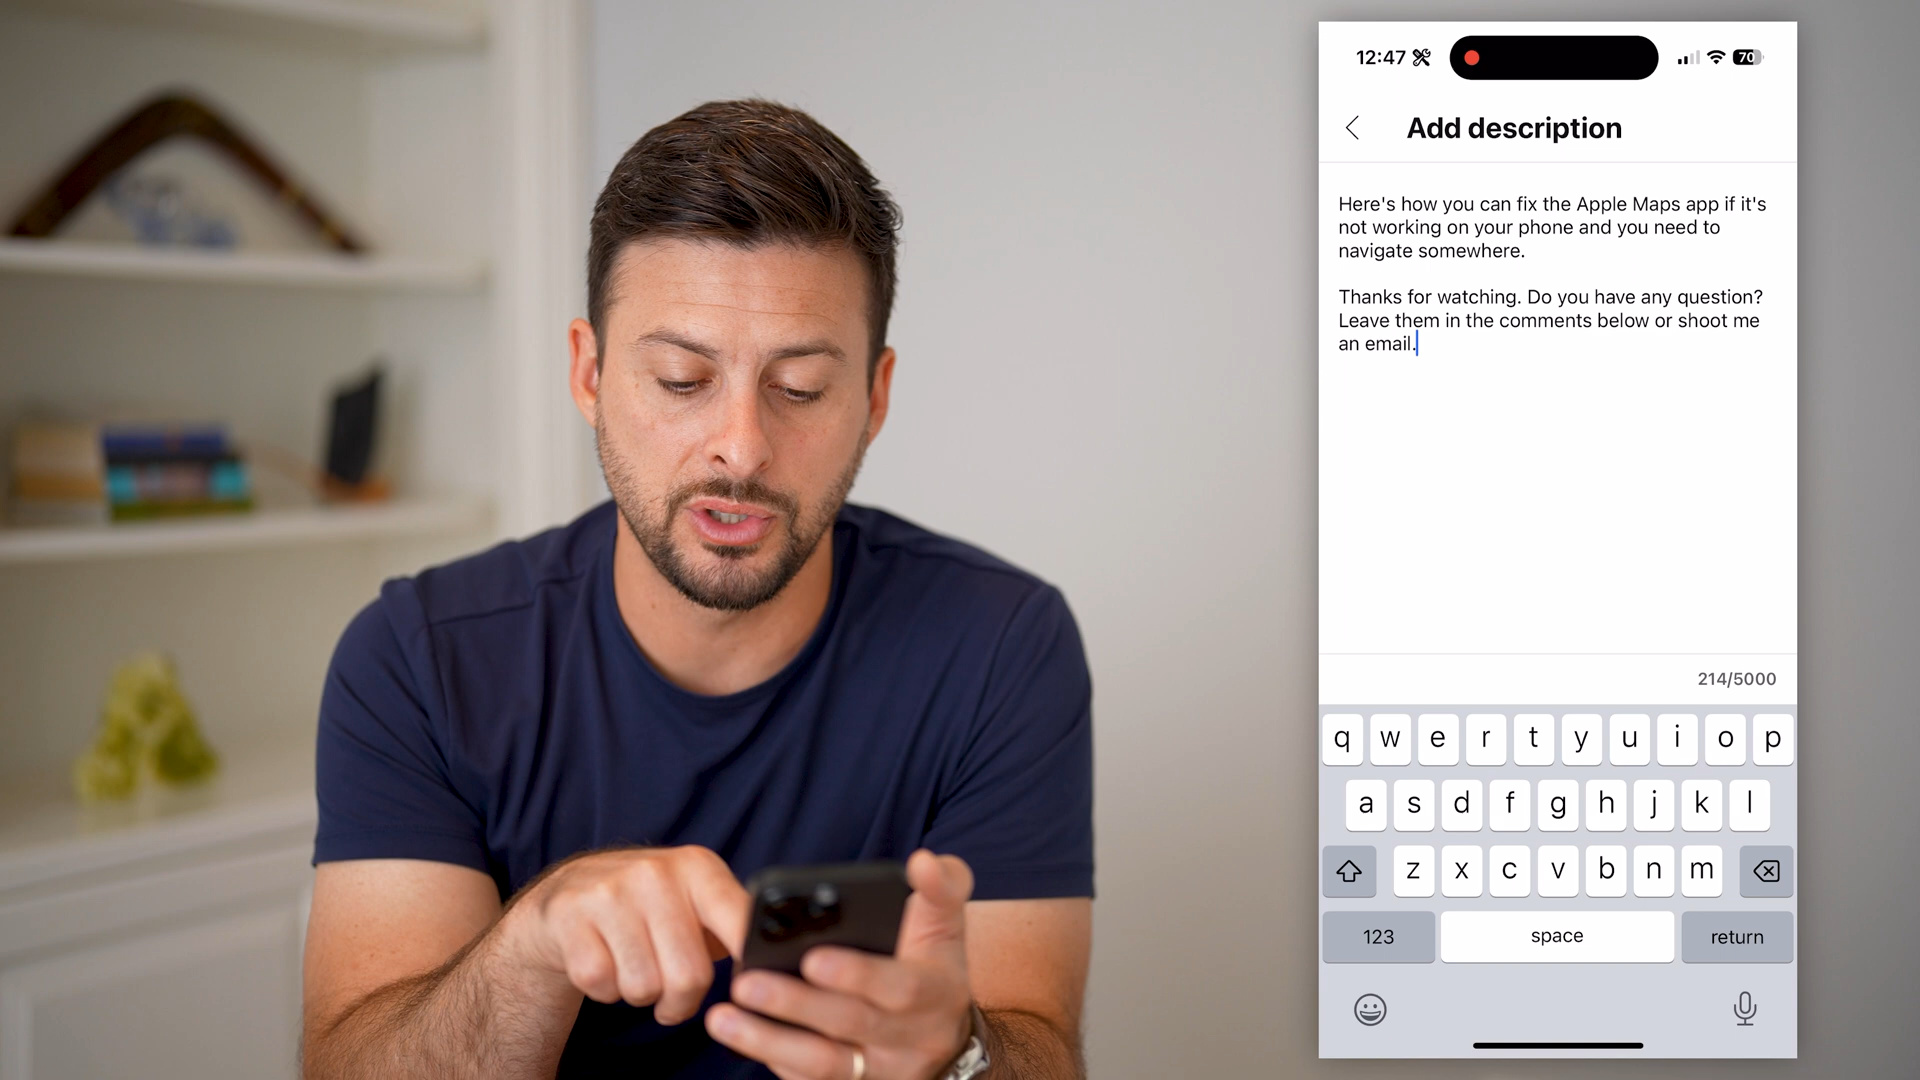 12:47
70
Add description
Here's how you can fix the Apple Maps app if it's
not working on your phone and you need to
navigate somewhere.
Thanks for watching. Do you have any question?
Leave them in the comments below or shoot me
an email.
214/5000
q w e r t y u i o p
a s d f g h j k l
z x c v b n m
123 space return